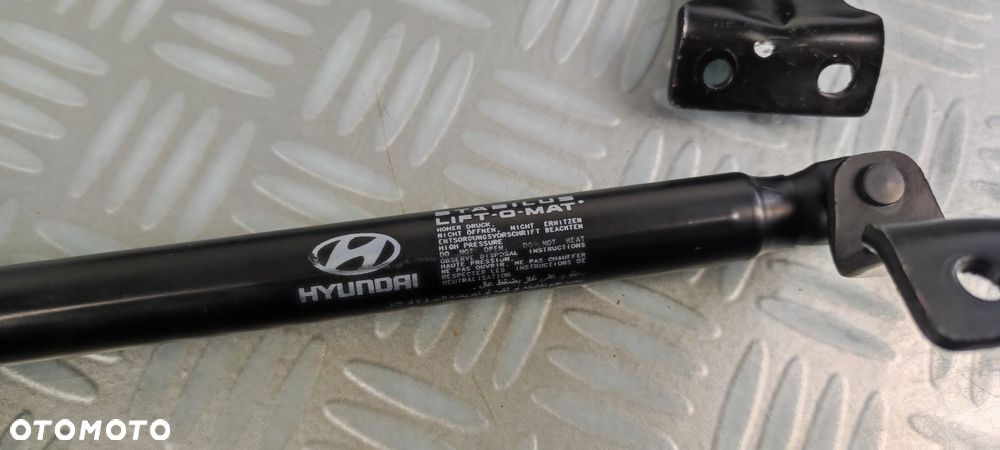 STABILUS
LIFT-O-MAT
HOHER DRUCK.
NICHT ÖFFNEN, NICHT ERHITZEN
ENTSORGUNGSVORSCHRIFT BEACHTEN
HIGH PRESSURE
DO NOT OPEN, DO NOT HEAT
OBSERVE DISPOSAL INSTRUCTIONS
HAUTE PRESSION.
NE PAS OUVRIR, NE PAS CHAUFFER
RESPECTER LES INSTRUCTIONS DE
NEUTRALISATION
HYUNDAI
OTOMOTO